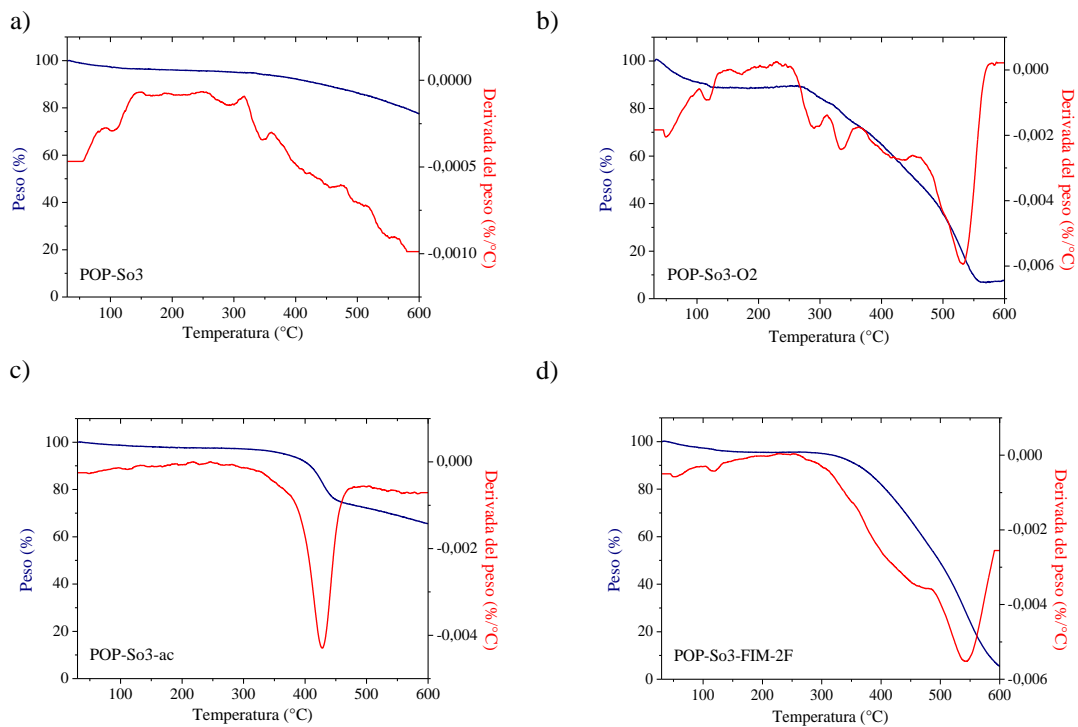 a)
100
80
60
40
20
0
Peso (%)
0,0000
-0,0005
-0,0010
Derivada del peso (%/°C)
POP-So3
100 200 300 400 500 600
Temperatura (°C)
b)
100
80
60
40
20
0
Peso (%)
0,000
-0,002
-0,004
-0,006
Derivada del peso (%/°C)
POP-So3-O2
100 200 300 400 500 600
Temperatura (°C)
c)
100
80
60
40
20
0
Peso (%)
0,000
-0,002
-0,004
Derivada del peso (%/°C)
POP-So3-ac
100 200 300 400 500 600
Temperatura (°C)
d)
100
80
60
40
20
0
Peso (%)
0,000
-0,002
-0,004
-0,006
Derivada del peso (%/°C)
POP-So3-FIM-2F
100 200 300 400 500 600
Temperatura (°C)